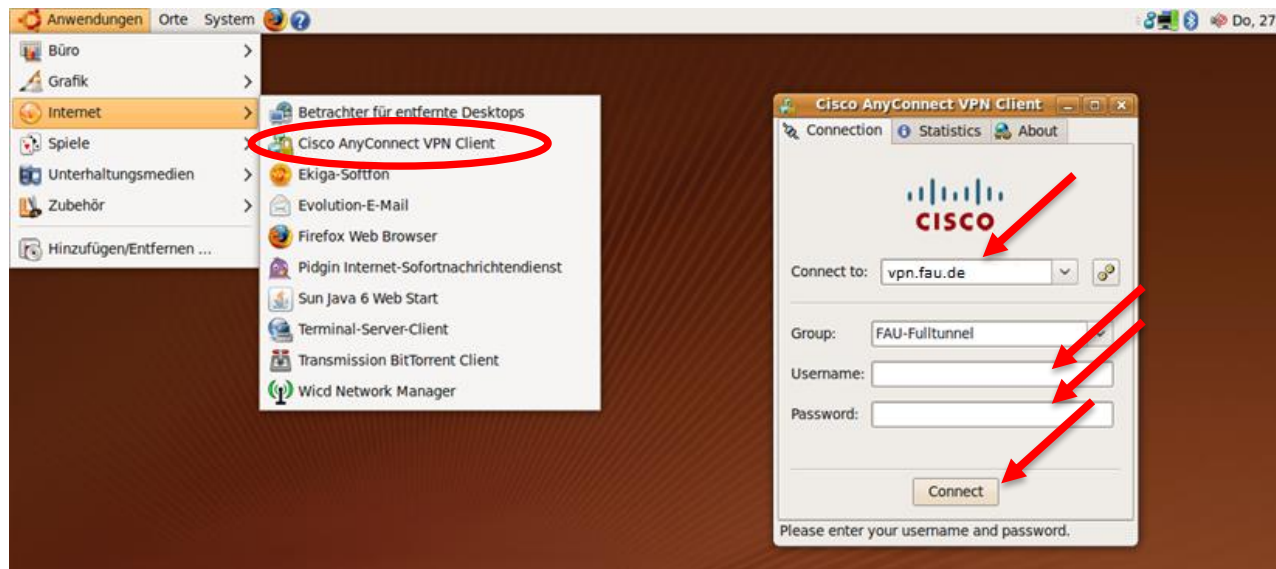 Anwendungen Orte System Do, 27
Büro
Grafik
Internet
Spiele
Unterhaltungsmedien
Zubehör
Hinzufügen/Entfernen ...
Betrachter für entfernte Desktops
Cisco AnyConnect VPN Client
Ekiga-Softfon
Evolution-E-Mail
Firefox Web Browser
Pidgin Internet-Sofortnachrichtendienst
Sun Java 6 Web Start
Terminal-Server-Client
Transmission BitTorrent Client
Wicd Network Manager
Cisco AnyConnect VPN Client
Connection Statistics About
CISCO
Connect to: vpn.fau.de
Group: FAU-Fulltunnel
Username:
Password:
Connect
Please enter your username and password.